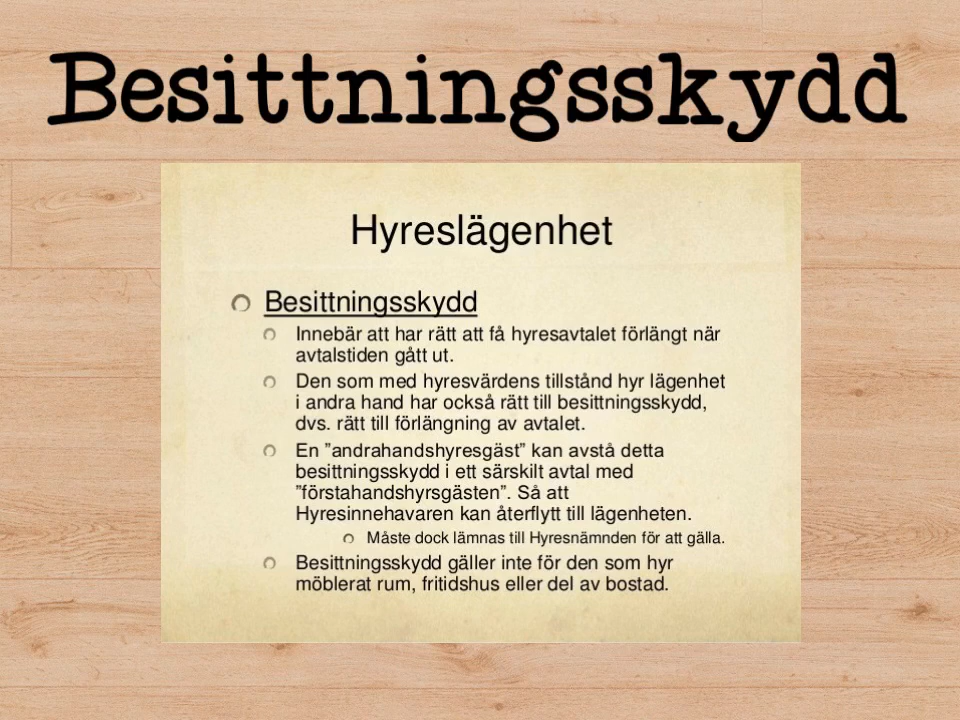 Besittningsskydd
Hyreslägenhet
Besittningsskydd
Innebär att har rätt att få hyresavtalet förlängt när
avtalstiden gått ut.
Den som med hyresvärdens tillstånd hyr lägenhet
i andra hand har också rätt till besittningsskydd,
dvs. rätt till förlängning av avtalet.
En ”andrahandshyresgäst” kan avstå detta
besittningsskydd i ett särskilt avtal med
”förstahandshyrsgästen”. Så att
Hyresinnehavaren kan återflytt till lägenheten.
Måste dock lämnas till Hyresnämnden för att gälla.
Besittningsskydd gäller inte för den som hyr
möblerat rum, fritidshus eller del av bostad.